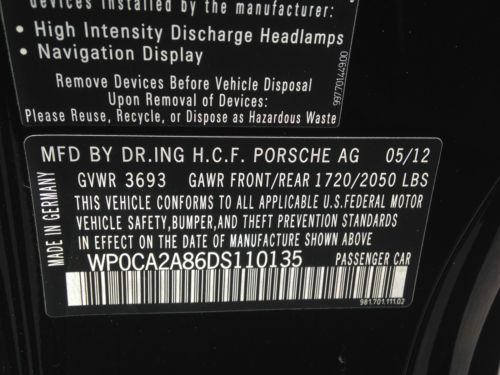 devices installed by the manufacturer:
• High Intensity Discharge Headlamps
• Navigation Display
Remove Devices Before Vehicle Disposal
Upon Removal of Devices:
Please Reuse, Recycle, or Dispose as Hazardous Waste
997.701.449.00
MFD BY DR.ING H.C.F. PORSCHE AG 05/12
GVWR 3693 GAWR FRONT/REAR 1720/2050 LBS
THIS VEHICLE CONFORMS TO ALL APPLICABLE U.S.FEDERAL MOTOR
VEHICLE SAFETY,BUMPER,AND THEFT PREVENTION STANDARDS
IN EFFECT ON THE DATE OF MANUFACTURE SHOWN ABOVE.
WP0CA2A86DS110135 PASSENGER CAR
981.701.111.02
MADE IN GERMANY